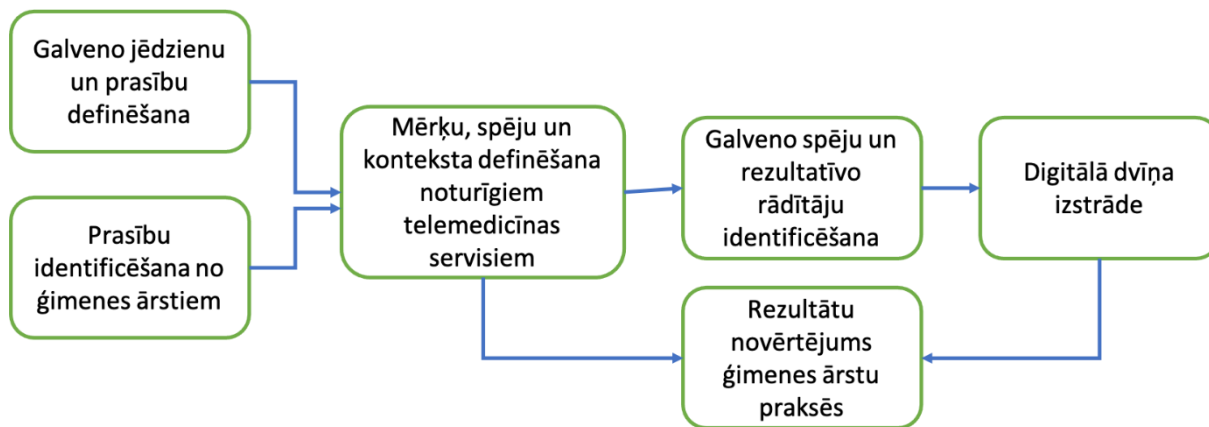 Galveno jēdzienu
un prasību
definēšana
Prasību
identificēšana no
ģimenes ārstiem
Mērķu, spēju un
konteksta definēšana
noturīgiem
telemedicīnas
servisiem
Galveno spēju un
rezultatīvo
rādītāju
identificēšana
Digitālā dvīņa
izstrāde
Rezultātu
novērtējums
ģimenes ārstu
praksēs